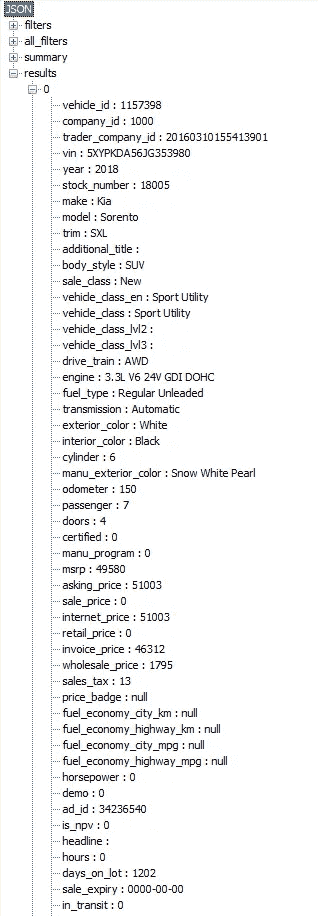 JSON
filters
all_filters
summary
results
0
vehicle_id : 1157398
company_id : 1000
trader_company_id : 20160310155413901
vin : 5XYPKDA56JG353980
year : 2018
stock_number : 18005
make : Kia
model : Sorento
trim : SXL
additional_title :
body_style : SUV
sale_class : New
vehicle_class_en : Sport Utility
vehicle_class : Sport Utility
vehicle_class_lvl2 :
vehicle_class_lvl3 :
drive_train : AWD
engine : 3.3L V6 24V GDI DOHC
fuel_type : Regular Unleaded
transmission : Automatic
exterior_color : White
interior_color : Black
cylinder : 6
manu_exterior_color : Snow White Pearl
odometer : 150
passenger : 7
doors : 4
certified : 0
manu_program : 0
msrp : 49580
asking_price : 51003
sale_price : 0
internet_price : 51003
retail_price : 0
invoice_price : 46312
wholesale_price : 1795
sales_tax : 13
price_badge : null
fuel_economy_city_km : null
fuel_economy_highway_km : null
fuel_economy_city_mpg : null
fuel_economy_highway_mpg : null
horsepower : 0
demo : 0
ad_id : 34236540
is_npv : 0
headline :
hours : 0
days_on_lot : 1202
sale_expiry : 0000-00-00
in_transit : 0